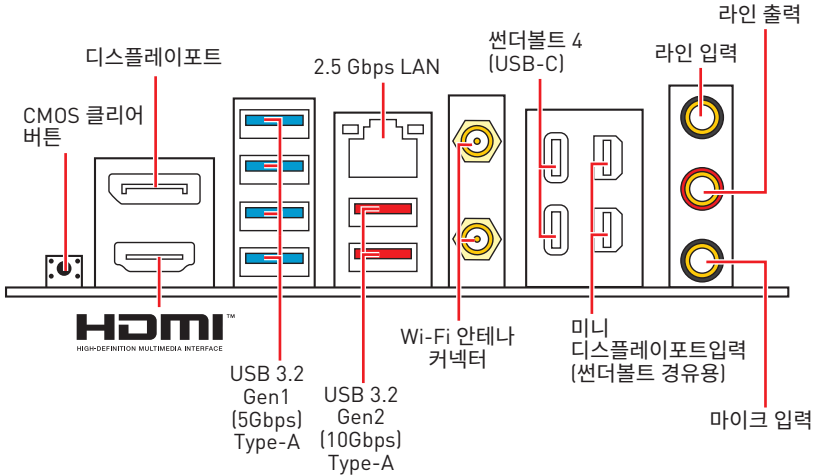 라인 출력
디스플레이포트
2.5 Gbps LAN
썬더볼트 4
(USB-C)
라인 입력
CMOS 클리어
버튼
HDMI™
HIGH-DEFINITION MULTIMEDIA INTERFACE
USB 3.2
Gen1
(5Gbps)
Type-A
USB 3.2
Gen2
(10Gbps)
Type-A
Wi-Fi 안테나
커넥터
미니
디스플레이포트입력
(썬더볼트 경유용)
마이크 입력